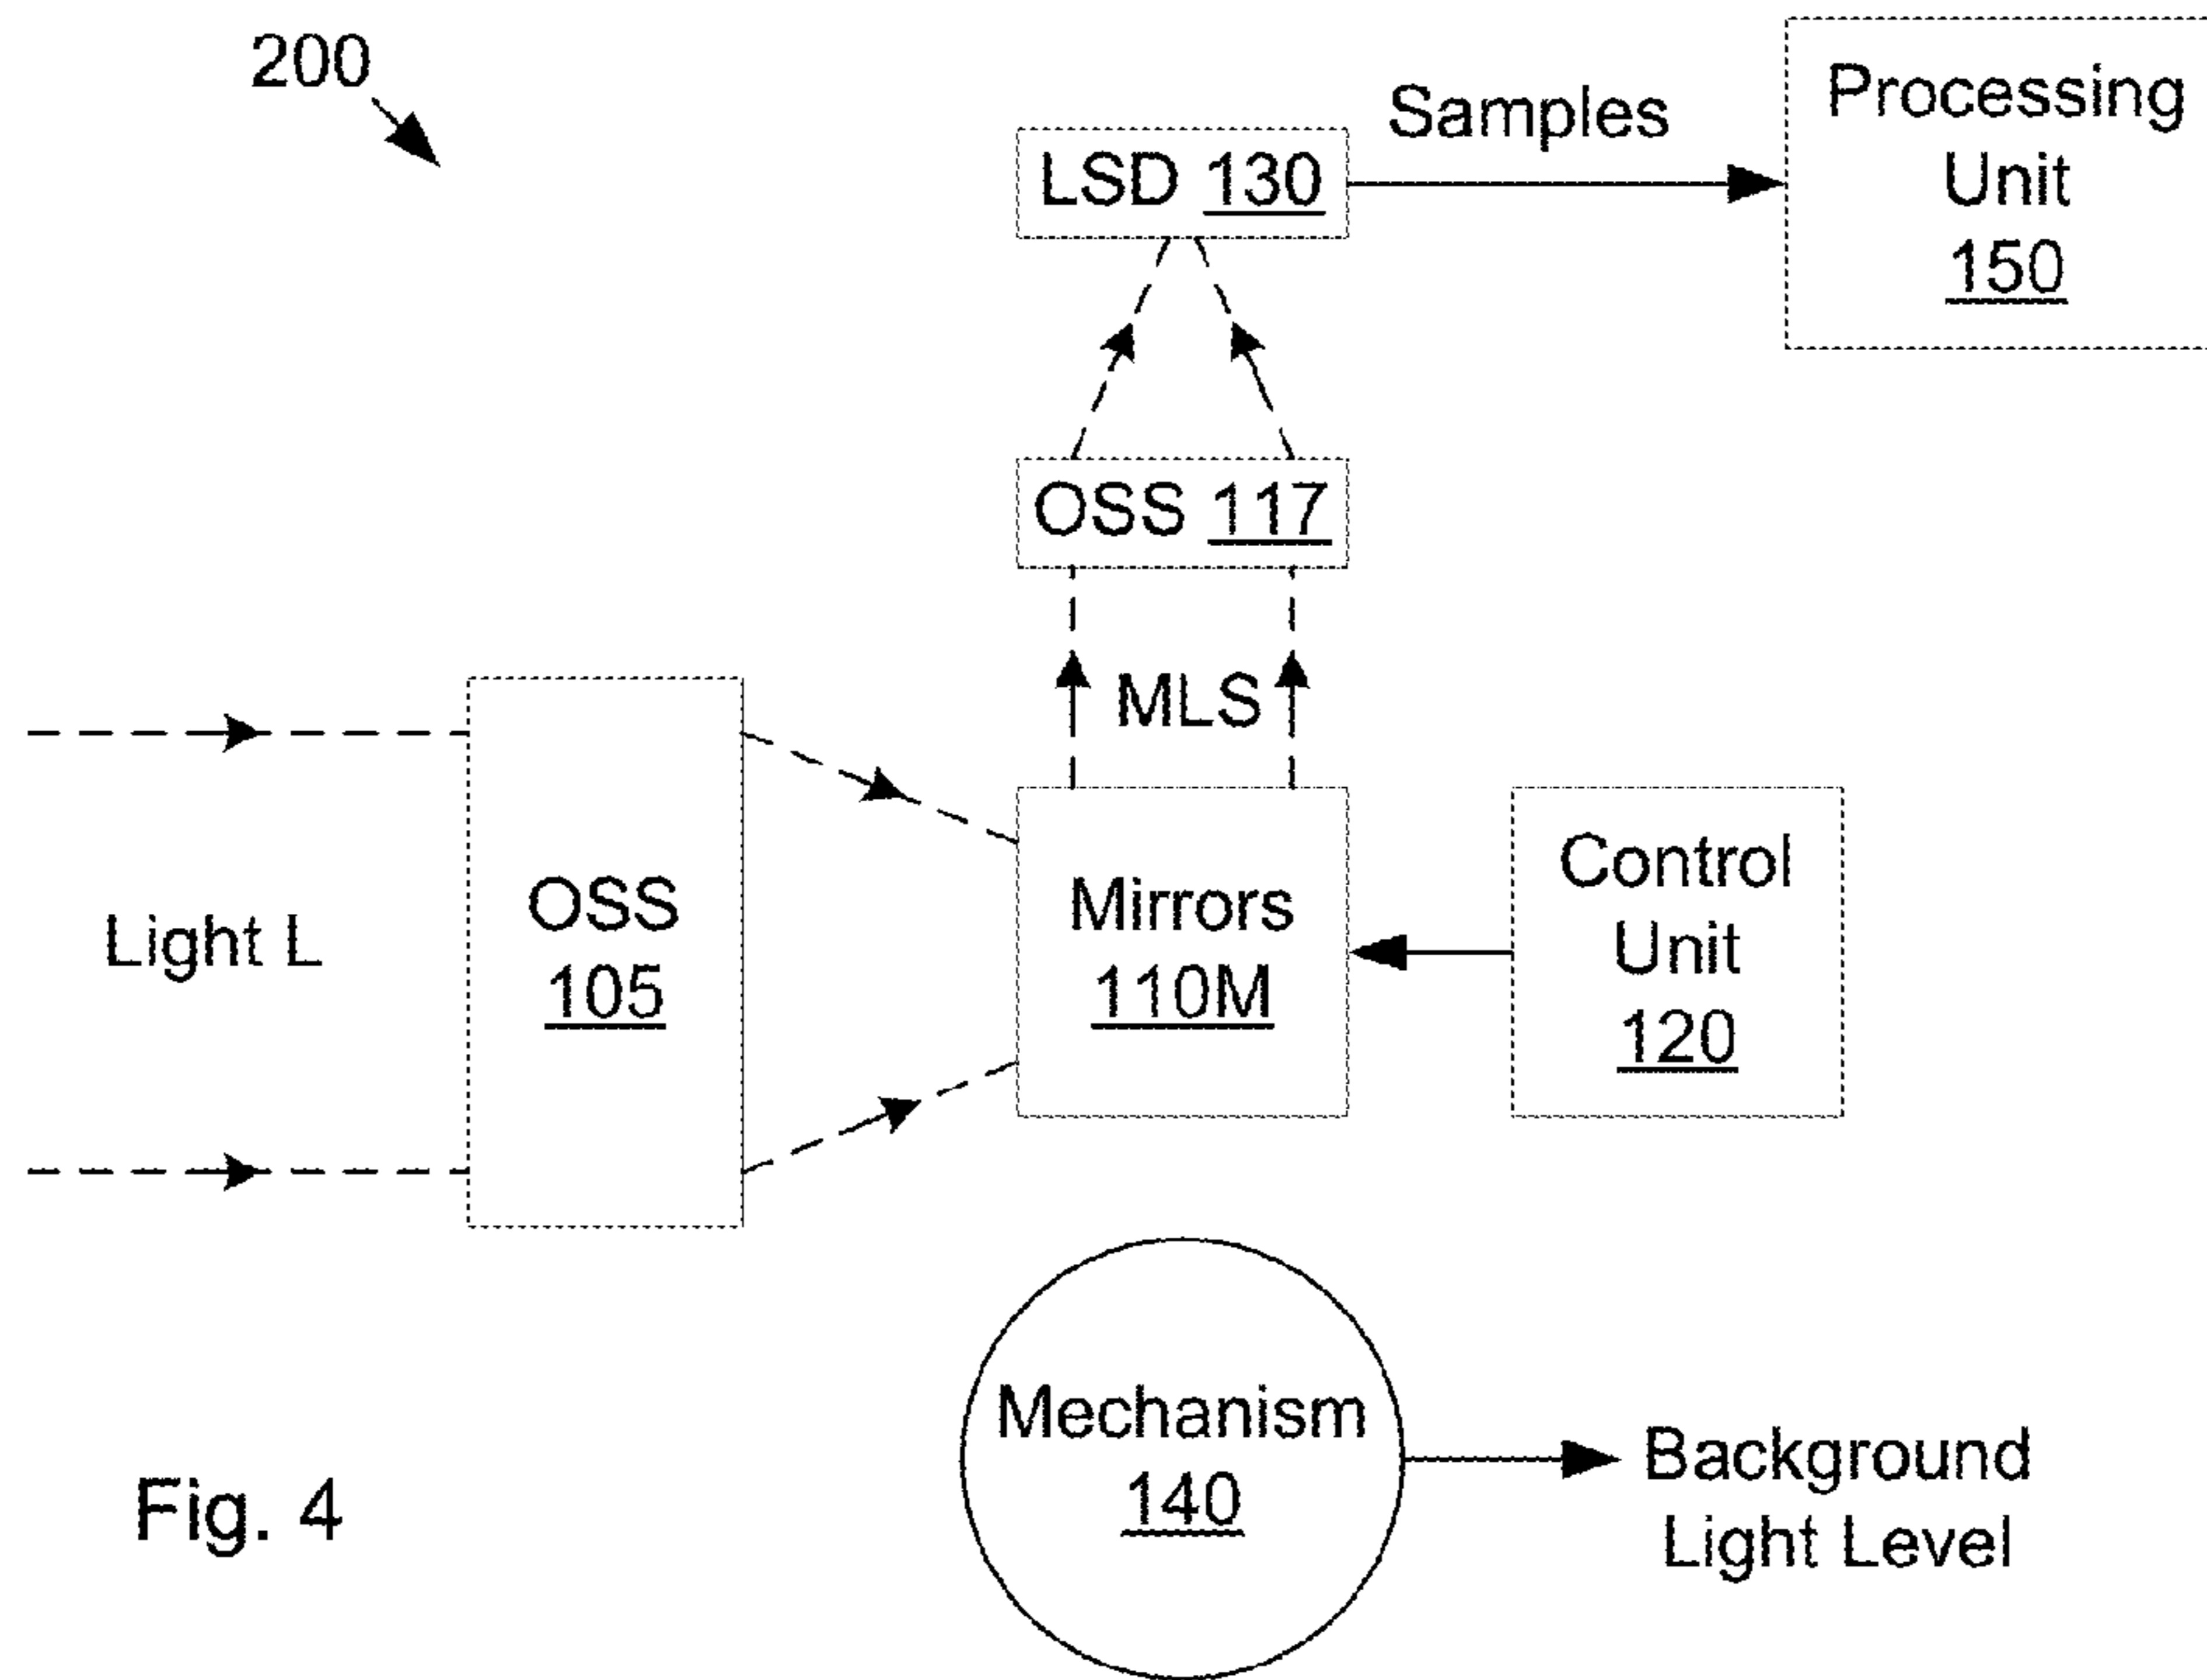 200
Samples
Processing
Unit
150
LSD 130
OSS 117
MLS
Light L
OSS
105
Mirrors
110M
Control
Unit
120
Mechanism
140
Background
Light Level
Fig. 4